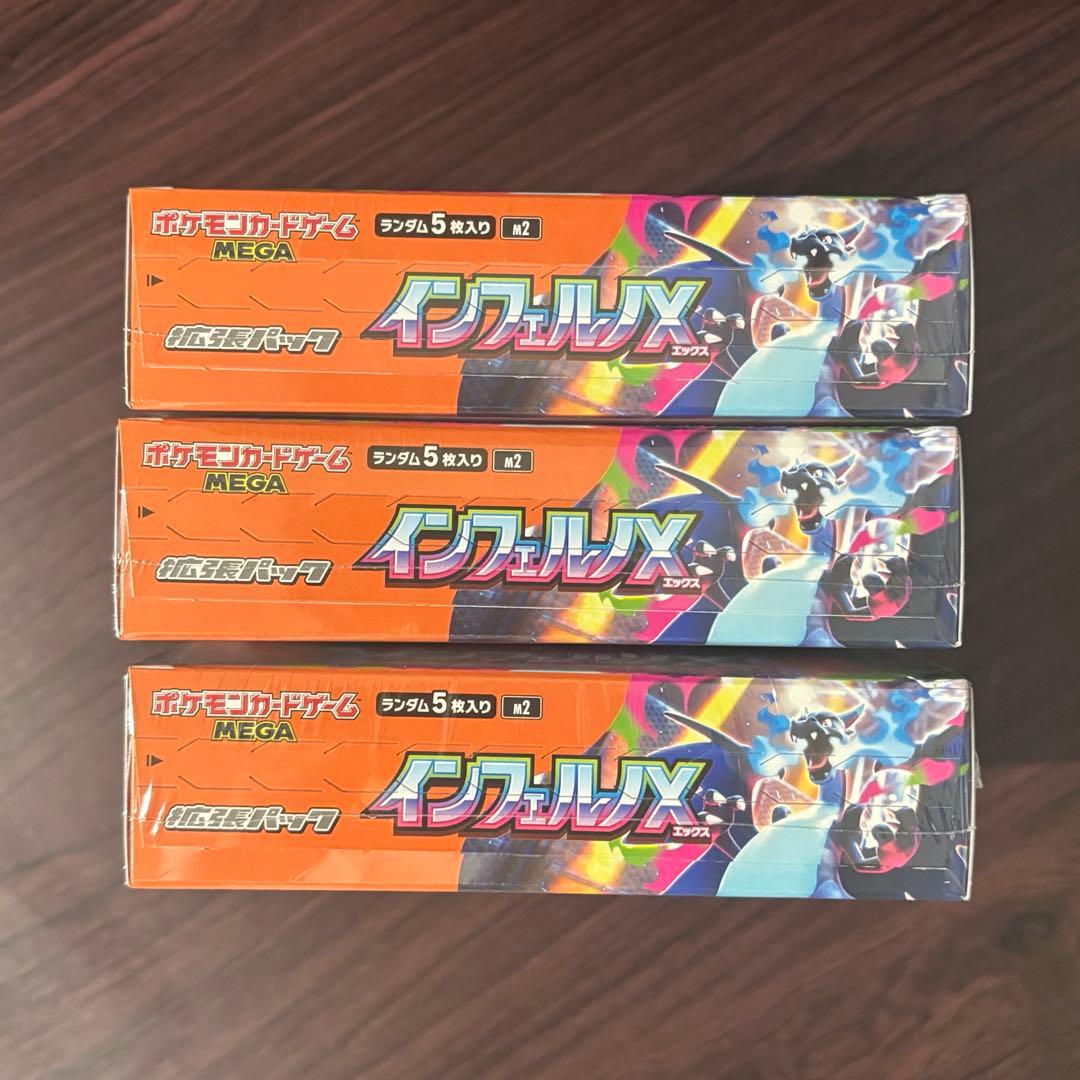 ポケモンカードゲーム
MEGA
ランダム5枚入り M2
拡張パック
インフェルノX
エックス
ポケモンカードゲーム
MEGA
ランダム5枚入り M2
拡張パック
インフェルノX
エックス
ポケモンカードゲーム
MEGA
ランダム5枚入り M2
拡張パック
インフェルノX
エックス